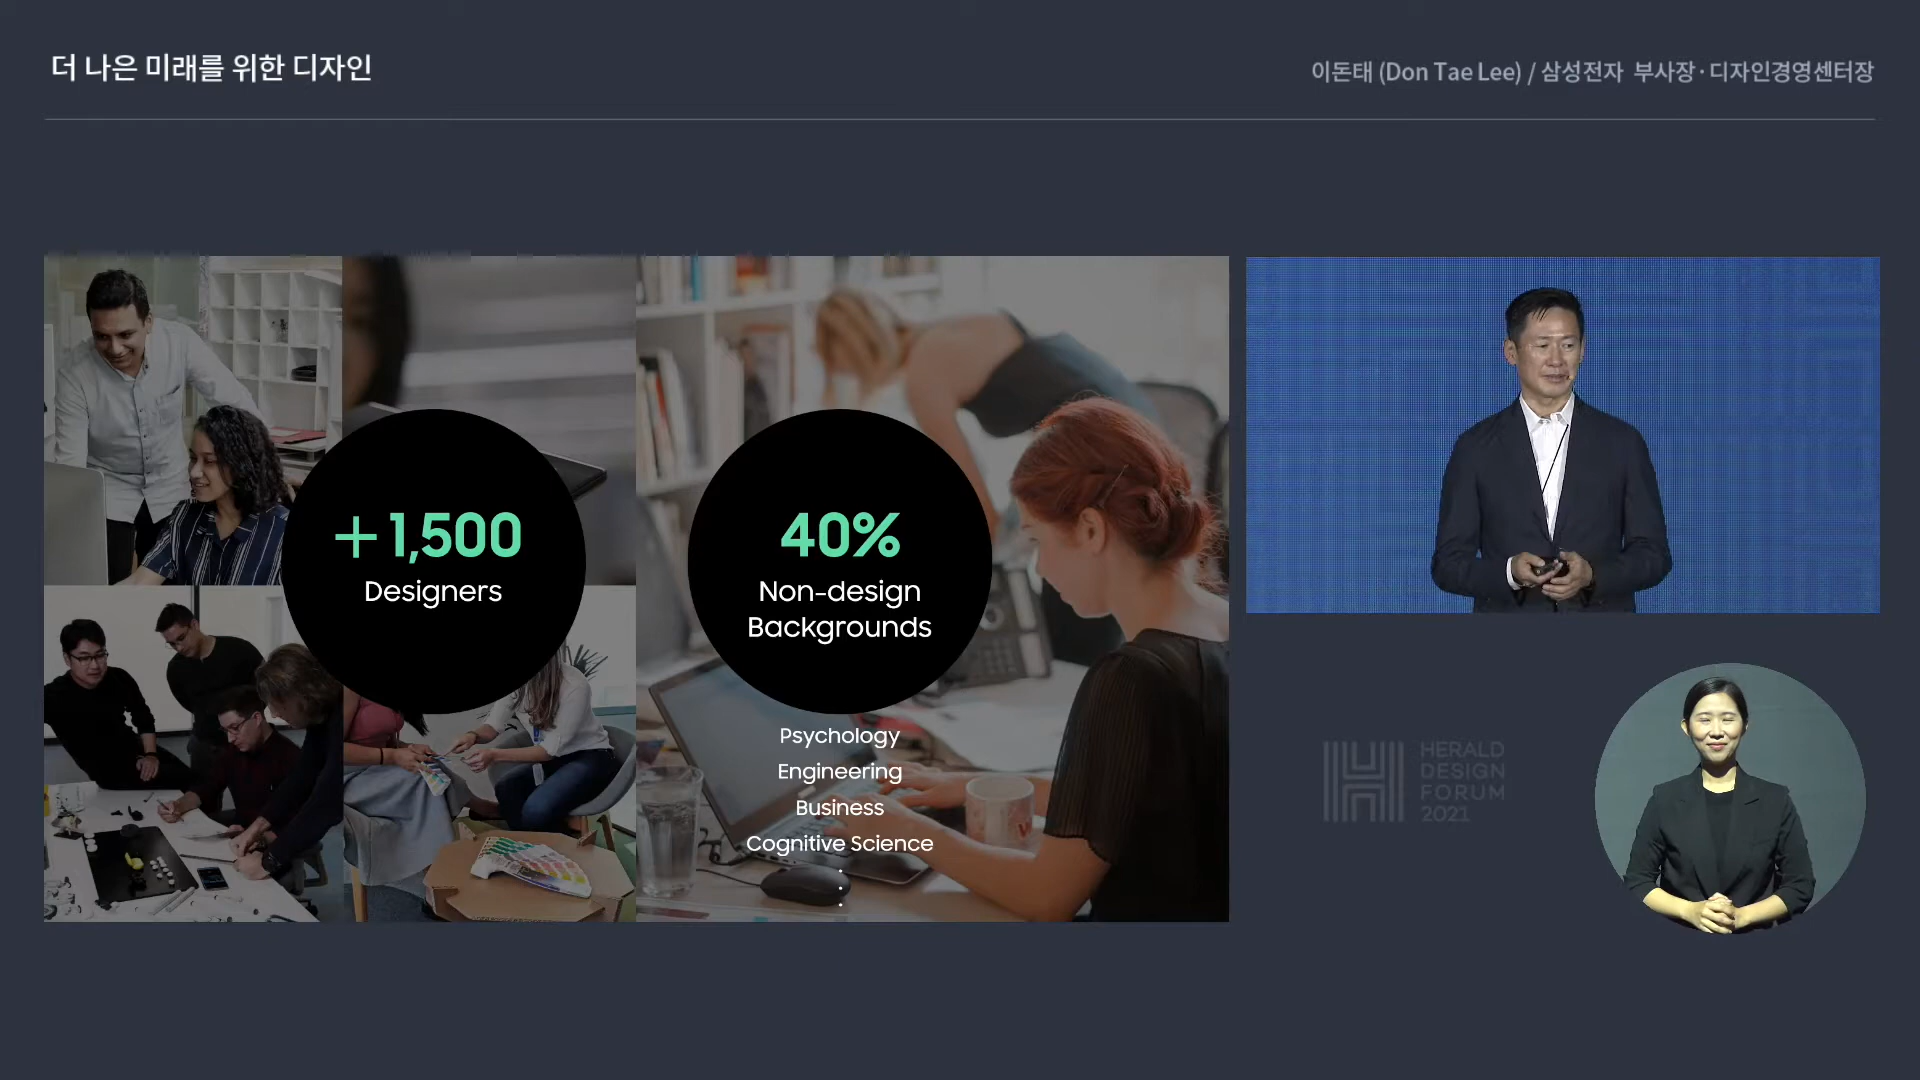 더 나은 미래를 위한 디자인
이돈태 (Don Tae Lee) / 삼성전자 부사장·디자인경영센터장
+1,500
Designers
40%
Non-design
Backgrounds
Psychology
Engineering
Business
Cognitive Science
HERALD
DESIGN
FORUM
2021